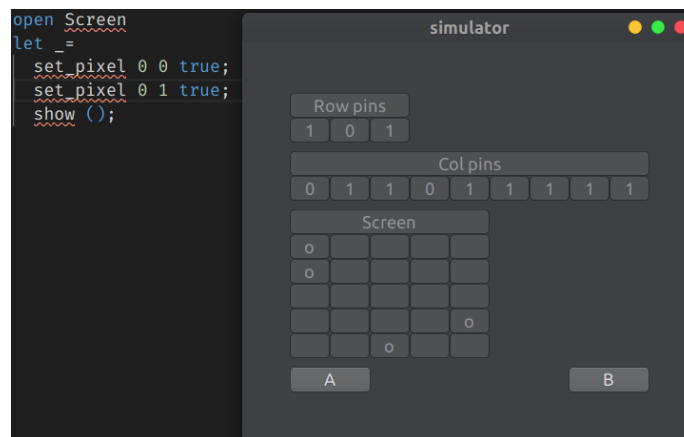 open Screen
let _=
set_pixel 0 0 true;
set_pixel 0 1 true;
show ();
simulator
Row pins
1 0 1
Col pins
0 1 1 0 1 1 1 1 1
Screen
o
o
o
o
A B